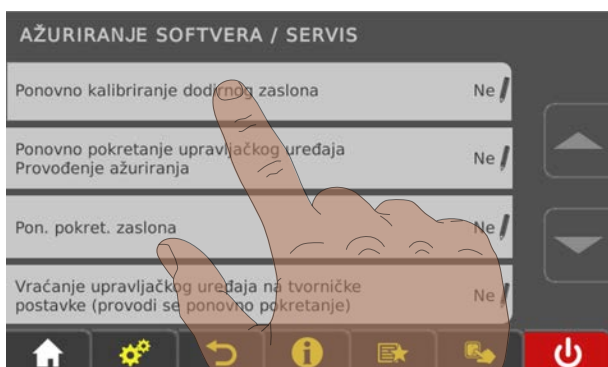 AŽURIRANJE SOFTVERA / SERVIS
Ponovno kalibriranje dodirnog zaslona Ne
Ponovno pokretanje upravljačkog uređaja
Provođenje ažuriranja Ne
Pon. pokret. zaslona Ne
Vraćanje upravljačkog uređaja na tvorničke
postavke (provodi se ponovno pokretanje) Ne